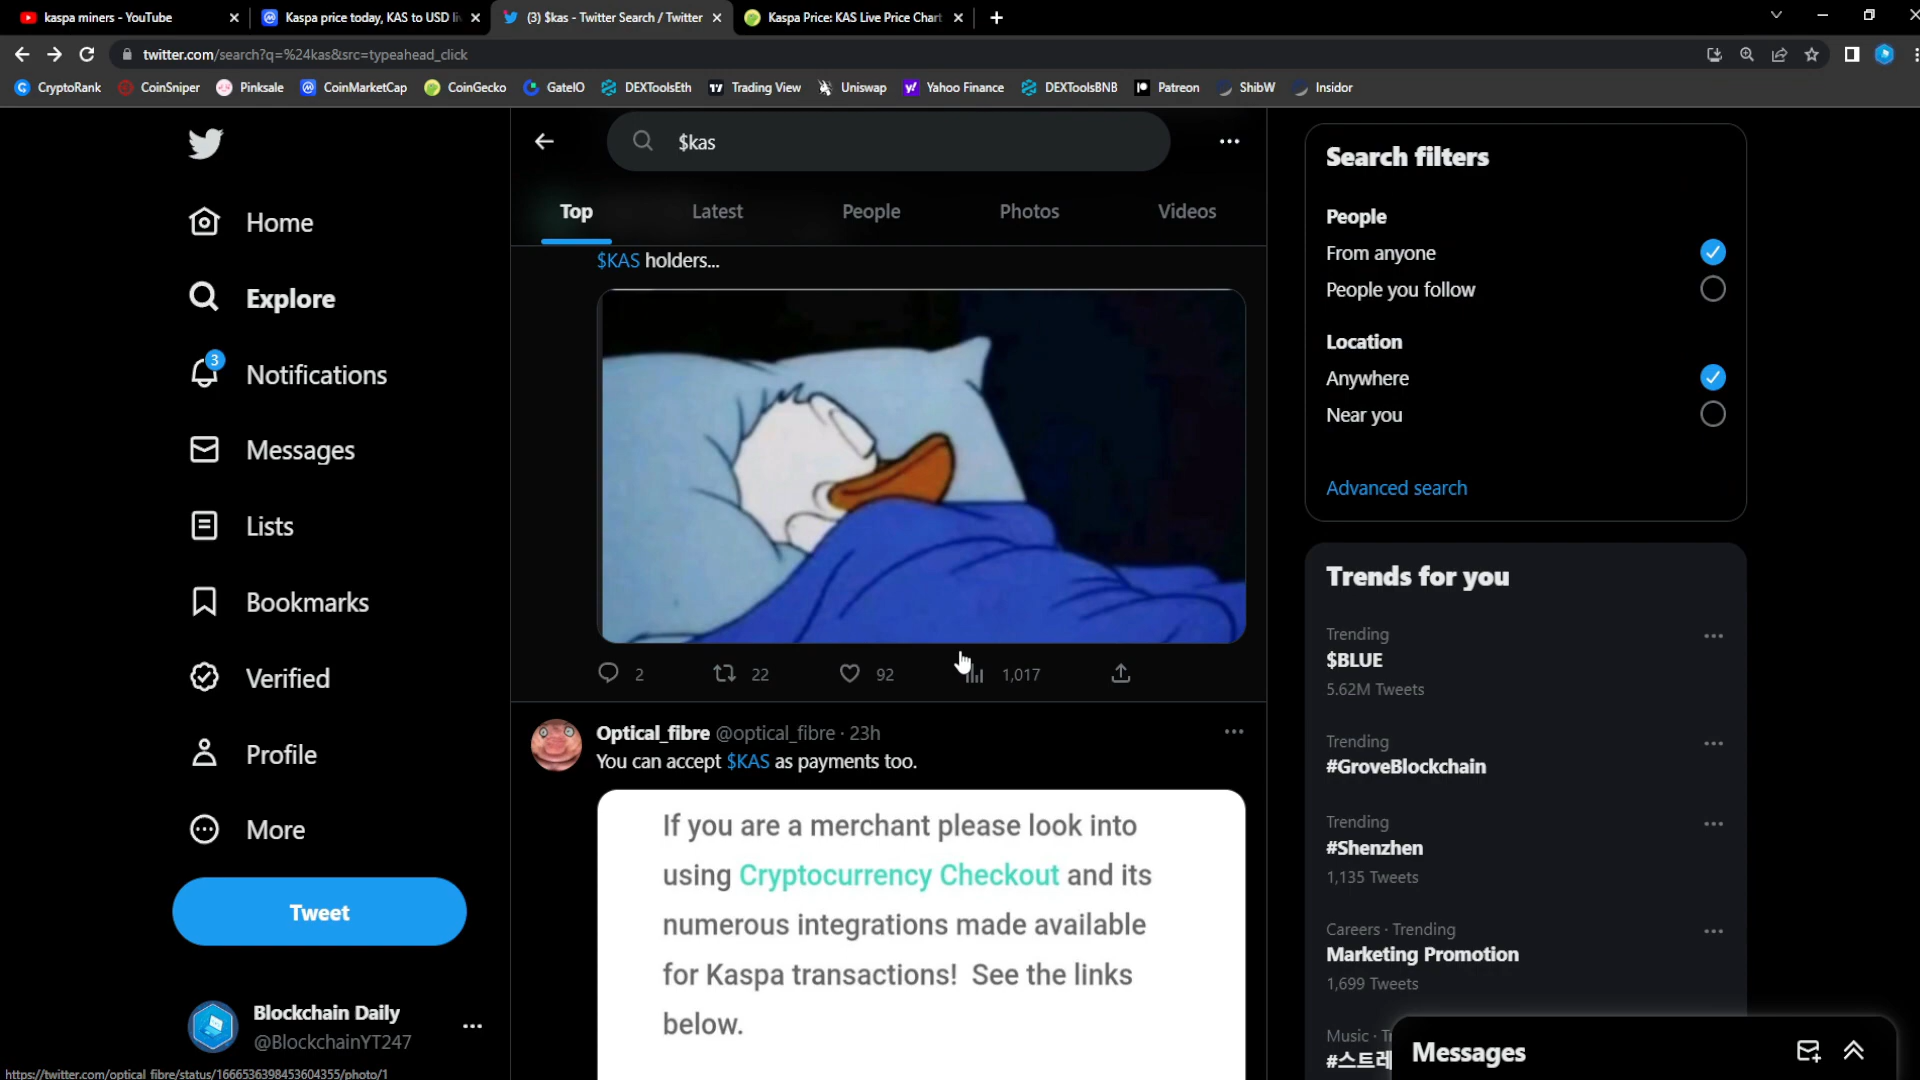 kaspa miners - YouTube
Kaspa price today, KAS to USD li
(3) $kas - Twitter Search / Twitter
Kaspa Price: KAS Live Price Chart
twitter.com/search?q=%24kas&src=typeahead_click
CryptoRank
CoinSniper
Pinksale
CoinMarketCap
CoinGecko
GateIO
DEXToolsEth
Trading View
Uniswap
Yahoo Finance
DEXToolsBNB
Patreon
ShibW
Insidor
Home
Explore
3
Notifications
Messages
Lists
Bookmarks
Verified
Profile
More
Tweet
Blockchain Daily
@BlockchainYT247
https://twitter.com/optical_fibre/status/1666536398453604355/photo/1
$kas
Top
Latest
People
Photos
Videos
$KAS holders...
2
22
92
1,017
Optical_fibre @optical_fibre · 23h
You can accept $KAS as payments too.
If you are a merchant please look into
using Cryptocurrency Checkout and its
numerous integrations made available
for Kaspa transactions! See the links
below.
Search filters
People
From anyone
People you follow
Location
Anywhere
Near you
Advanced search
Trends for you
Trending
$BLUE
5.62M Tweets
Trending
#GroveBlockchain
Trending
#Shenzhen
1,135 Tweets
Careers · Trending
Marketing Promotion
1,699 Tweets
Music ·
#스트레
Messages